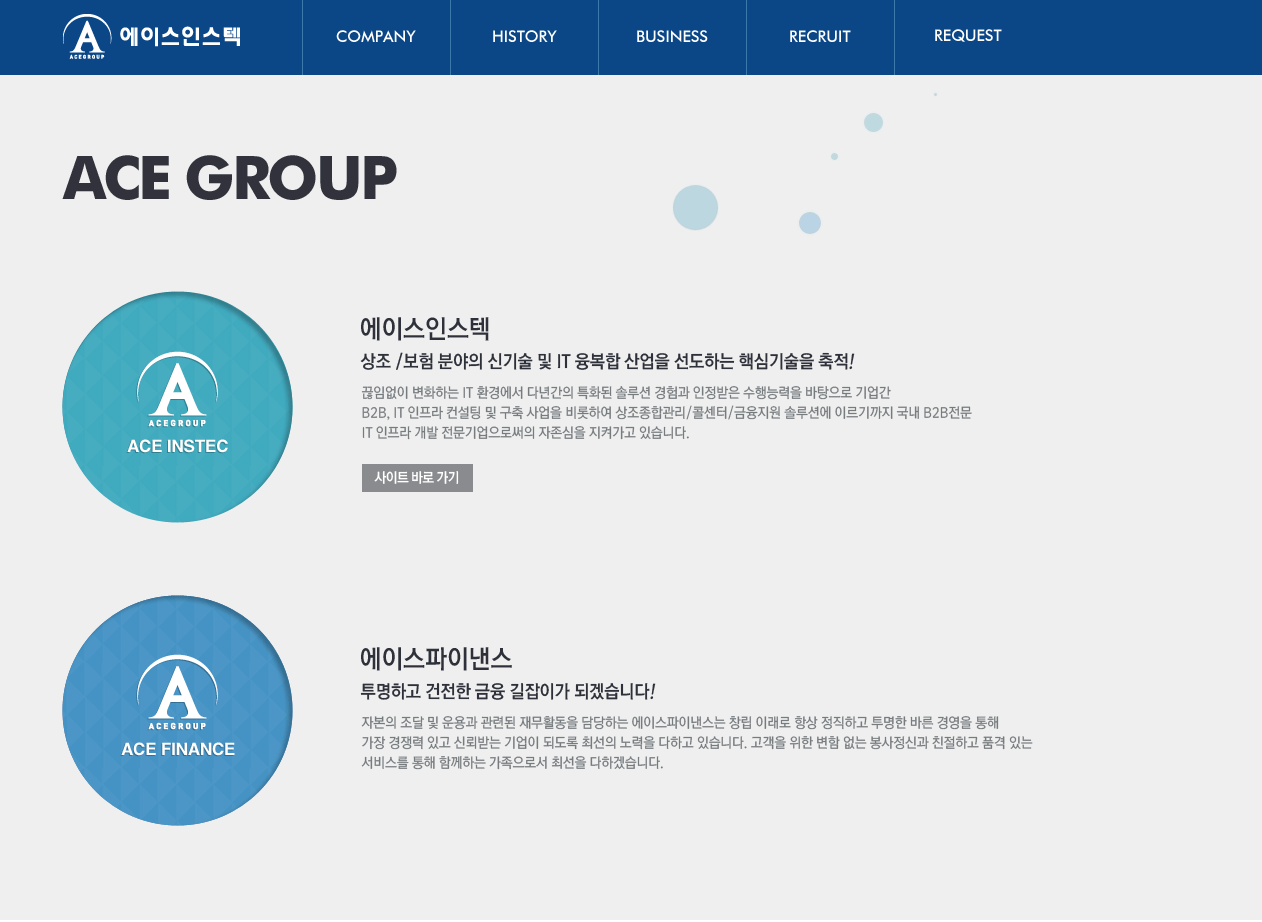 ACEGROUP
에이스인스텍
COMPANY
HISTORY
BUSINESS
RECRUIT
REQUEST
ACE GROUP
ACEGROUP
ACE INSTEC
에이스인스텍
상조 /보험 분야의 신기술 및 IT 융복합 산업을 선도하는 핵심기술을 축적!
끊임없이 변화하는 IT 환경에서 다년간의 특화된 솔루션 경험과 인정받은 수행능력을 바탕으로 기업간
B2B, IT 인프라 컨설팅 및 구축 사업을 비롯하여 상조종합관리/콜센터/금융지원 솔루션에 이르기까지 국내 B2B전문
IT 인프라 개발 전문기업으로써의 자존심을 지켜가고 있습니다.
사이트 바로 가기
ACEGROUP
ACE FINANCE
에이스파이낸스
투명하고 건전한 금융 길잡이가 되겠습니다!
자본의 조달 및 운용과 관련된 재무활동을 담당하는 에이스파이낸스는 창립 이래로 항상 정직하고 투명한 바른 경영을 통해
가장 경쟁력 있고 신뢰받는 기업이 되도록 최선의 노력을 다하고 있습니다. 고객을 위한 변함 없는 봉사정신과 친절하고 품격 있는
서비스를 통해 함께하는 가족으로서 최선을 다하겠습니다.